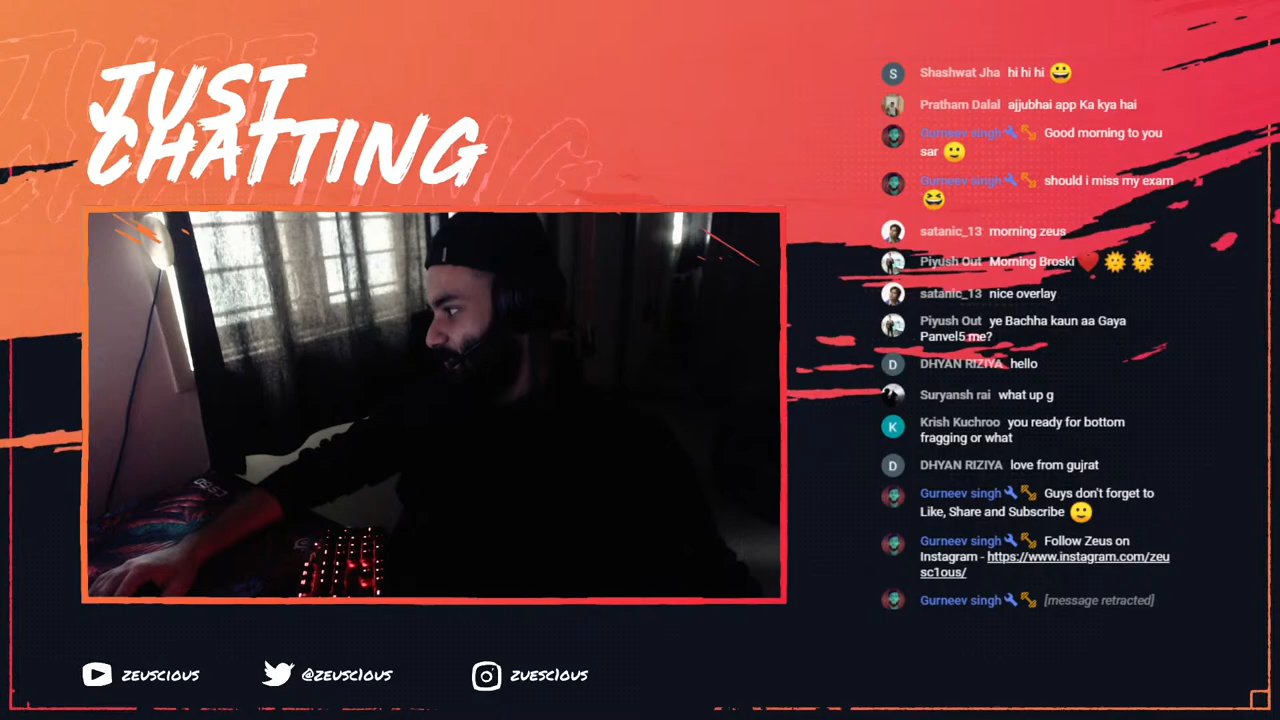 JUST
CHATTING
S Shashwat Jha hi hi hi 😀
Pratham Dalal ajjubhai app Ka kya hai
Gurneev singh Good morning to you
sar 🙂
Gurneev singh should i miss my exam
😆
satanic_13 morning zeus
Piyush Out Morning Broski ❤️ 🌞 🌞
satanic_13 nice overlay
Piyush Out ye Bachha kaun aa Gaya
Panvel5 me?
D DHYAN RIZIYA hello
Suryansh rai what up g
K Krish Kuchroo you ready for bottom
fragging or what
D DHYAN RIZIYA love from gujrat
Gurneev singh Guys don't forget to
Like, Share and Subscribe 🙂
Gurneev singh Follow Zeus on
Instagram - https://www.instagram.com/zeu
sc1ous/
Gurneev singh [message retracted]
ZEUSCIOUS @ZEUSC1OUS ZUESC1OUS